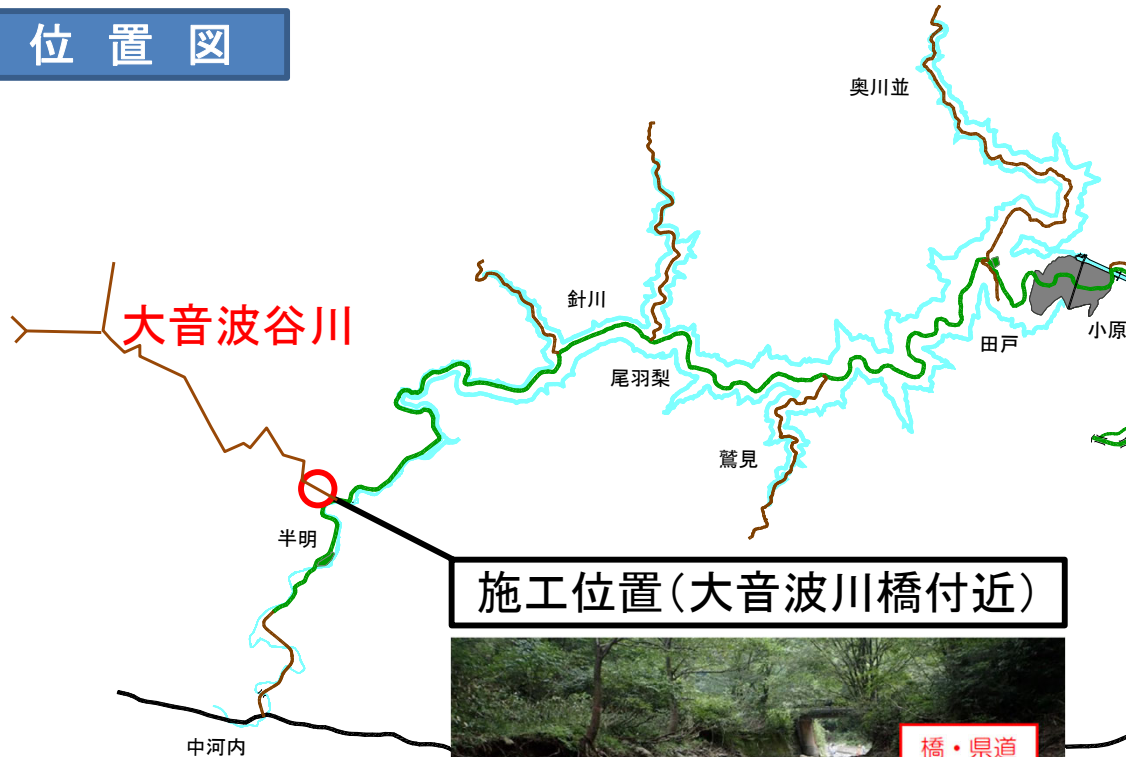 位置図
奥川並
針川
大音波谷川
小原
田戸
尾羽梨
鷲見
半明
施工位置(大音波川橋付近)
橋・県道
中河内